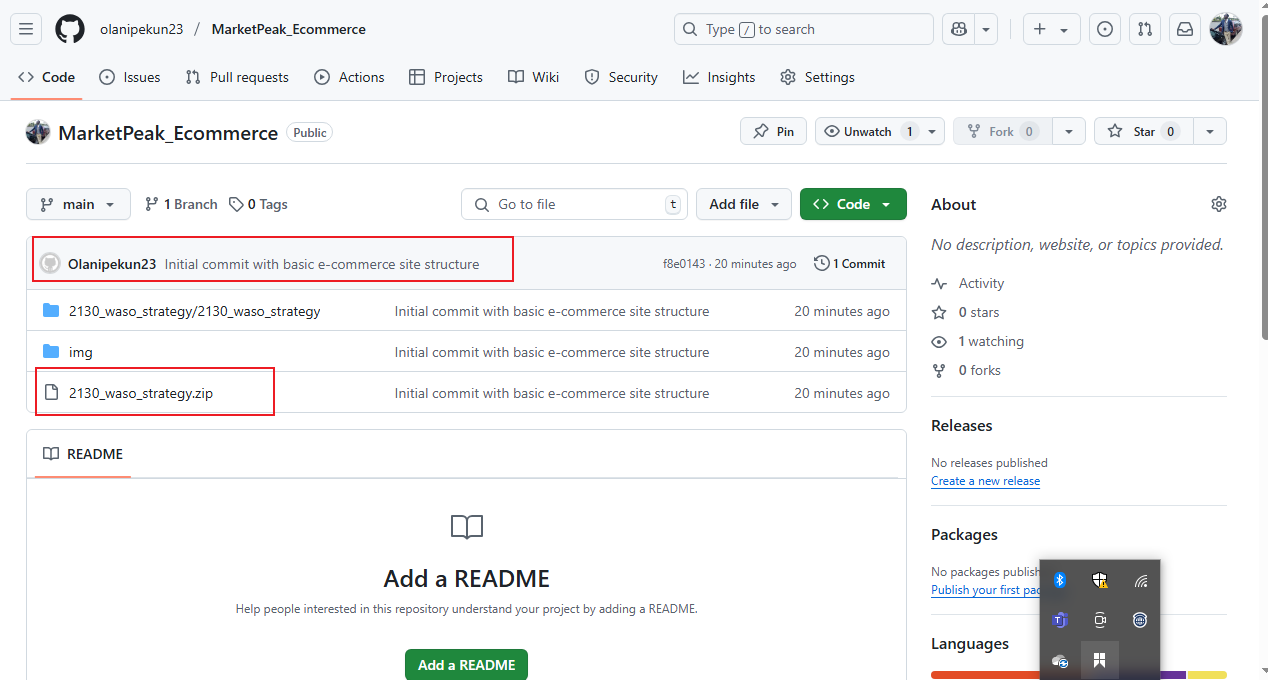 olanipekun23 / MarketPeak_Ecommerce
Type / to search
Code Issues Pull requests Actions Projects Wiki Security Insights Settings
MarketPeak_Ecommerce Public
Pin Unwatch 1 Fork 0 Star 0
main 1 Branch 0 Tags
Go to file t
Add file Code
Olanipekun23 Initial commit with basic e-commerce site structure f8e0143 · 20 minutes ago 1 Commit
2130_waso_strategy/2130_waso_strategy Initial commit with basic e-commerce site structure 20 minutes ago
img Initial commit with basic e-commerce site structure 20 minutes ago
2130_waso_strategy.zip Initial commit with basic e-commerce site structure 20 minutes ago
README
Add a README
Help people interested in this repository understand your project by adding a README.
Add a README
About
No description, website, or topics provided.
Activity
0 stars
1 watching
0 forks
Releases
No releases published
Create a new release
Packages
No packages publish
Publish your first pac
Languages